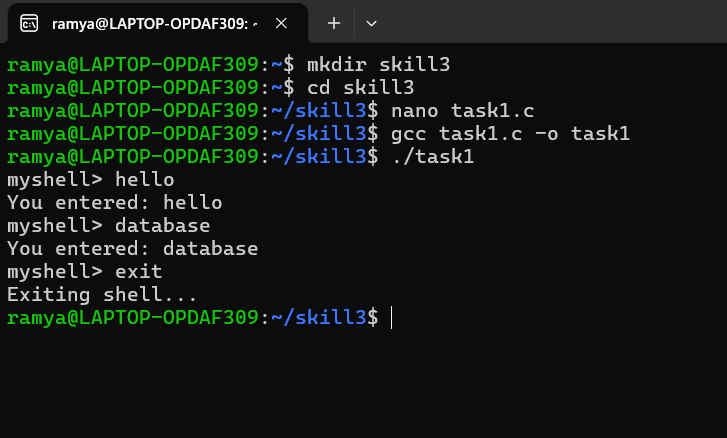 ramya@LAPTOP-OPDAF309: ~
ramya@LAPTOP-OPDAF309:~$ mkdir skill3
ramya@LAPTOP-OPDAF309:~$ cd skill3
ramya@LAPTOP-OPDAF309:~/skill3$ nano task1.c
ramya@LAPTOP-OPDAF309:~/skill3$ gcc task1.c -o task1
ramya@LAPTOP-OPDAF309:~/skill3$ ./task1
myshell> hello
You entered: hello
myshell> database
You entered: database
myshell> exit
Exiting shell...
ramya@LAPTOP-OPDAF309:~/skill3$